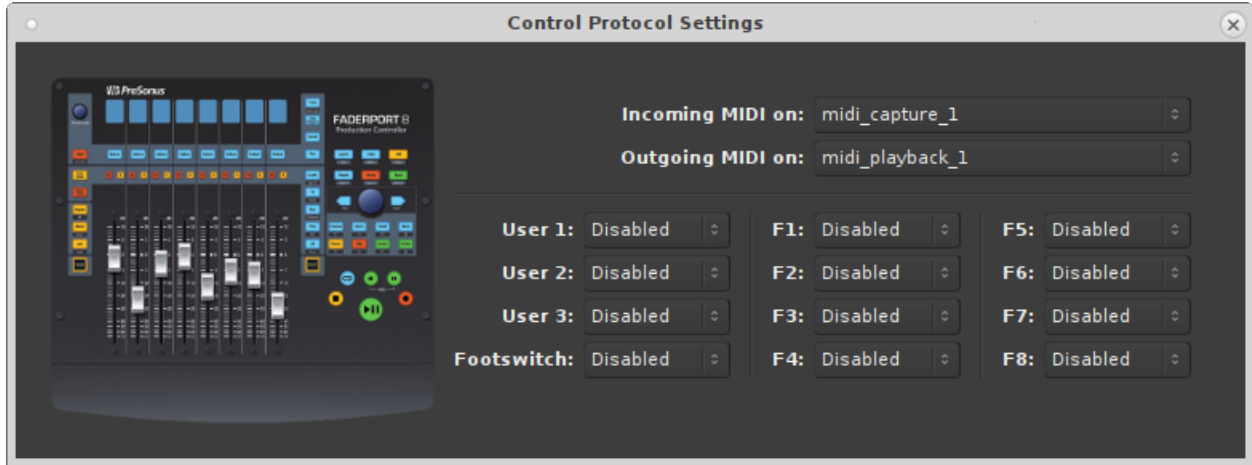 Control Protocol Settings
PreSonus
FADERPORT 8
Production Controller
Incoming MIDI on: midi_capture_1
Outgoing MIDI on: midi_playback_1
User 1: Disabled F1: Disabled F5: Disabled
User 2: Disabled F2: Disabled F6: Disabled
User 3: Disabled F3: Disabled F7: Disabled
Footswitch: Disabled F4: Disabled F8: Disabled